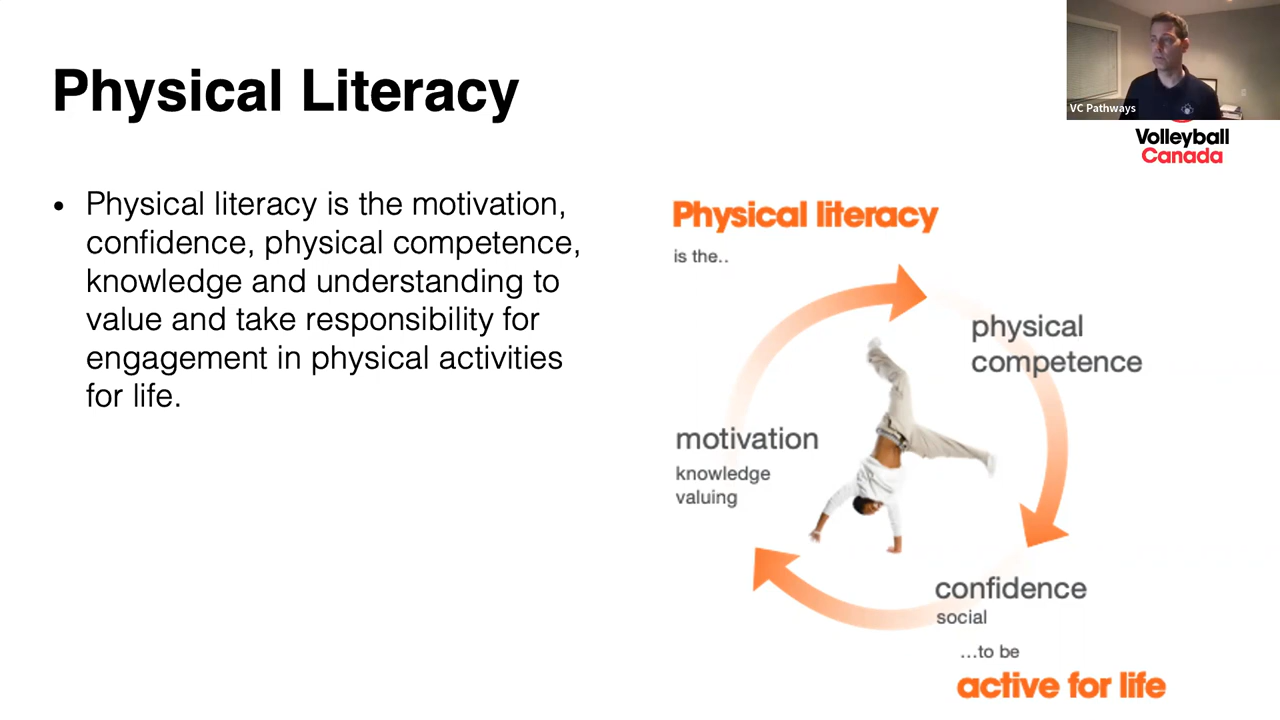 Physical Literacy
VC Pathways
Volleyball
Canada
• Physical literacy is the motivation,
confidence, physical competence,
knowledge and understanding to
value and take responsibility for
engagement in physical activities
for life.
Physical literacy
is the..
physical
competence
motivation
knowledge
valuing
confidence
social
...to be
active for life